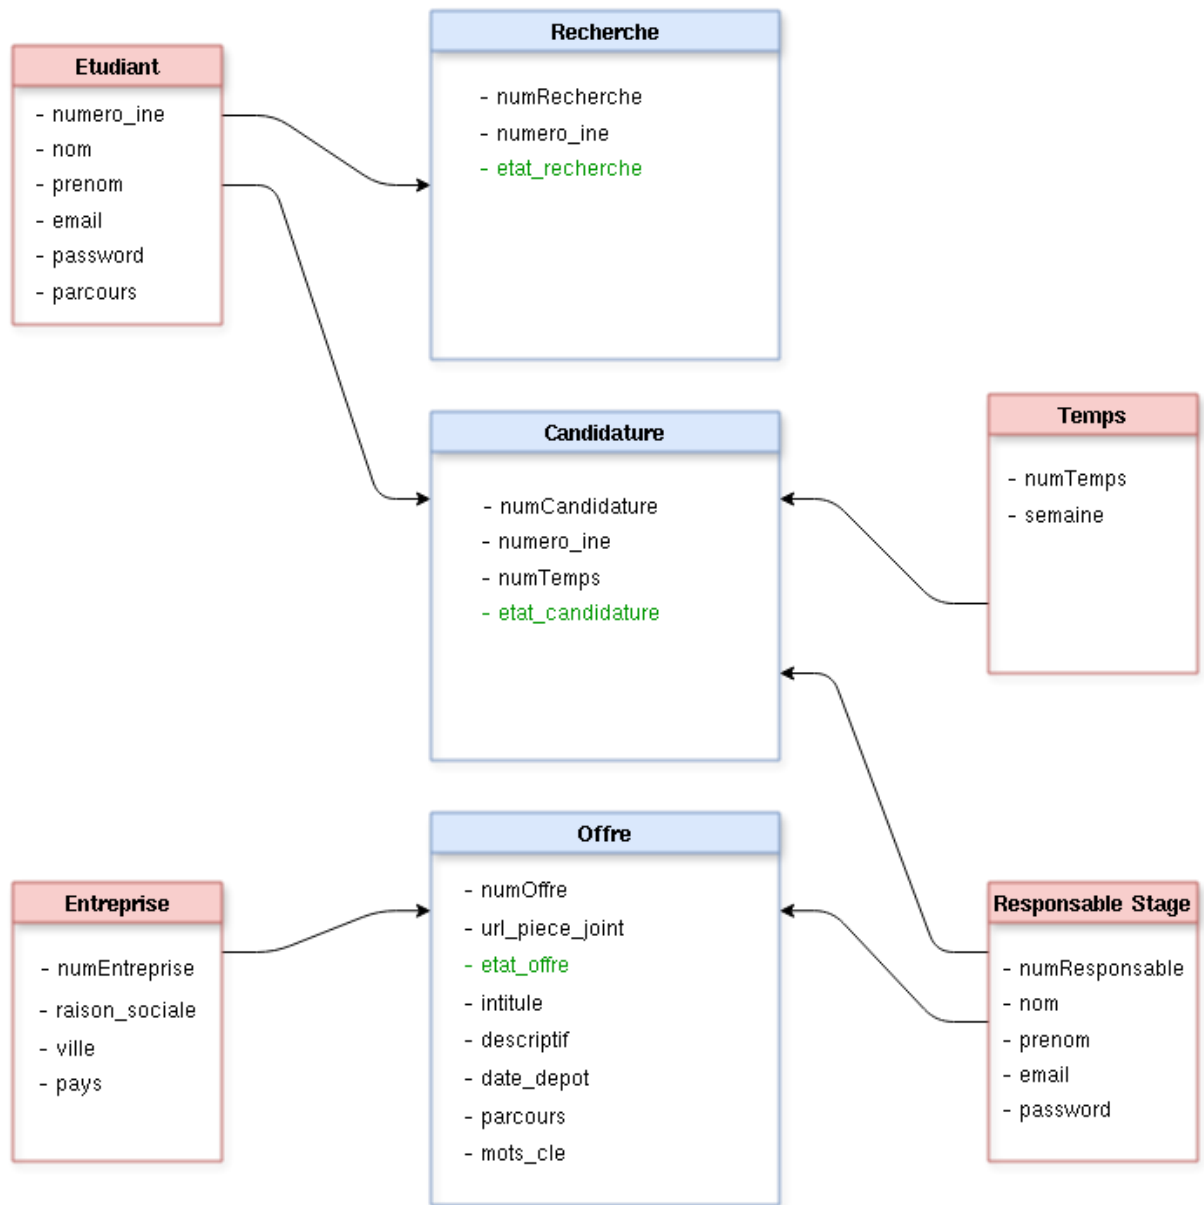 Etudiant
- numero_ine
- nom
- prenom
- email
- password
- parcours
Recherche
- numRecherche
- numero_ine
- etat_recherche
Candidature
- numCandidature
- numero_ine
- numTemps
- etat_candidature
Temps
- numTemps
- semaine
Entreprise
- numEntreprise
- raison_sociale
- ville
- pays
Offre
- numOffre
- url_piece_joint
- etat_offre
- intitule
- descriptif
- date_depot
- parcours
- mots_cle
Responsable Stage
- numResponsable
- nom
- prenom
- email
- password